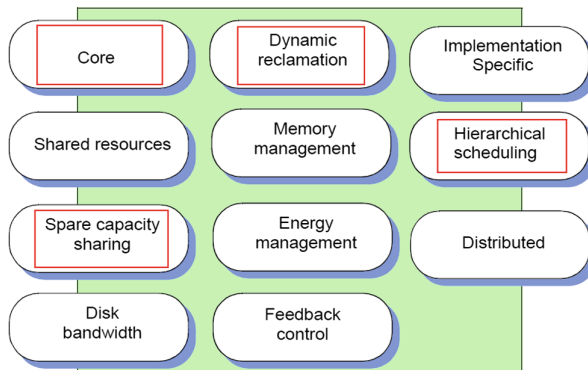 Core
Dynamic
reclamation
Implementation
Specific
Shared resources
Memory
management
Hierarchical
scheduling
Spare capacity
sharing
Energy
management
Distributed
Disk
bandwidth
Feedback
control